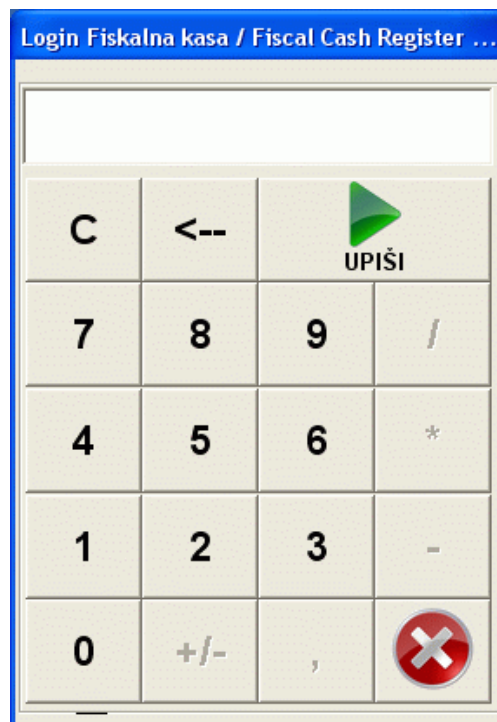 Login Fiskalna kasa / Fiscal Cash Register ...
C <--
UPIŠI
7 8 9 /
4 5 6 *
1 2 3 -
0 +/- ,